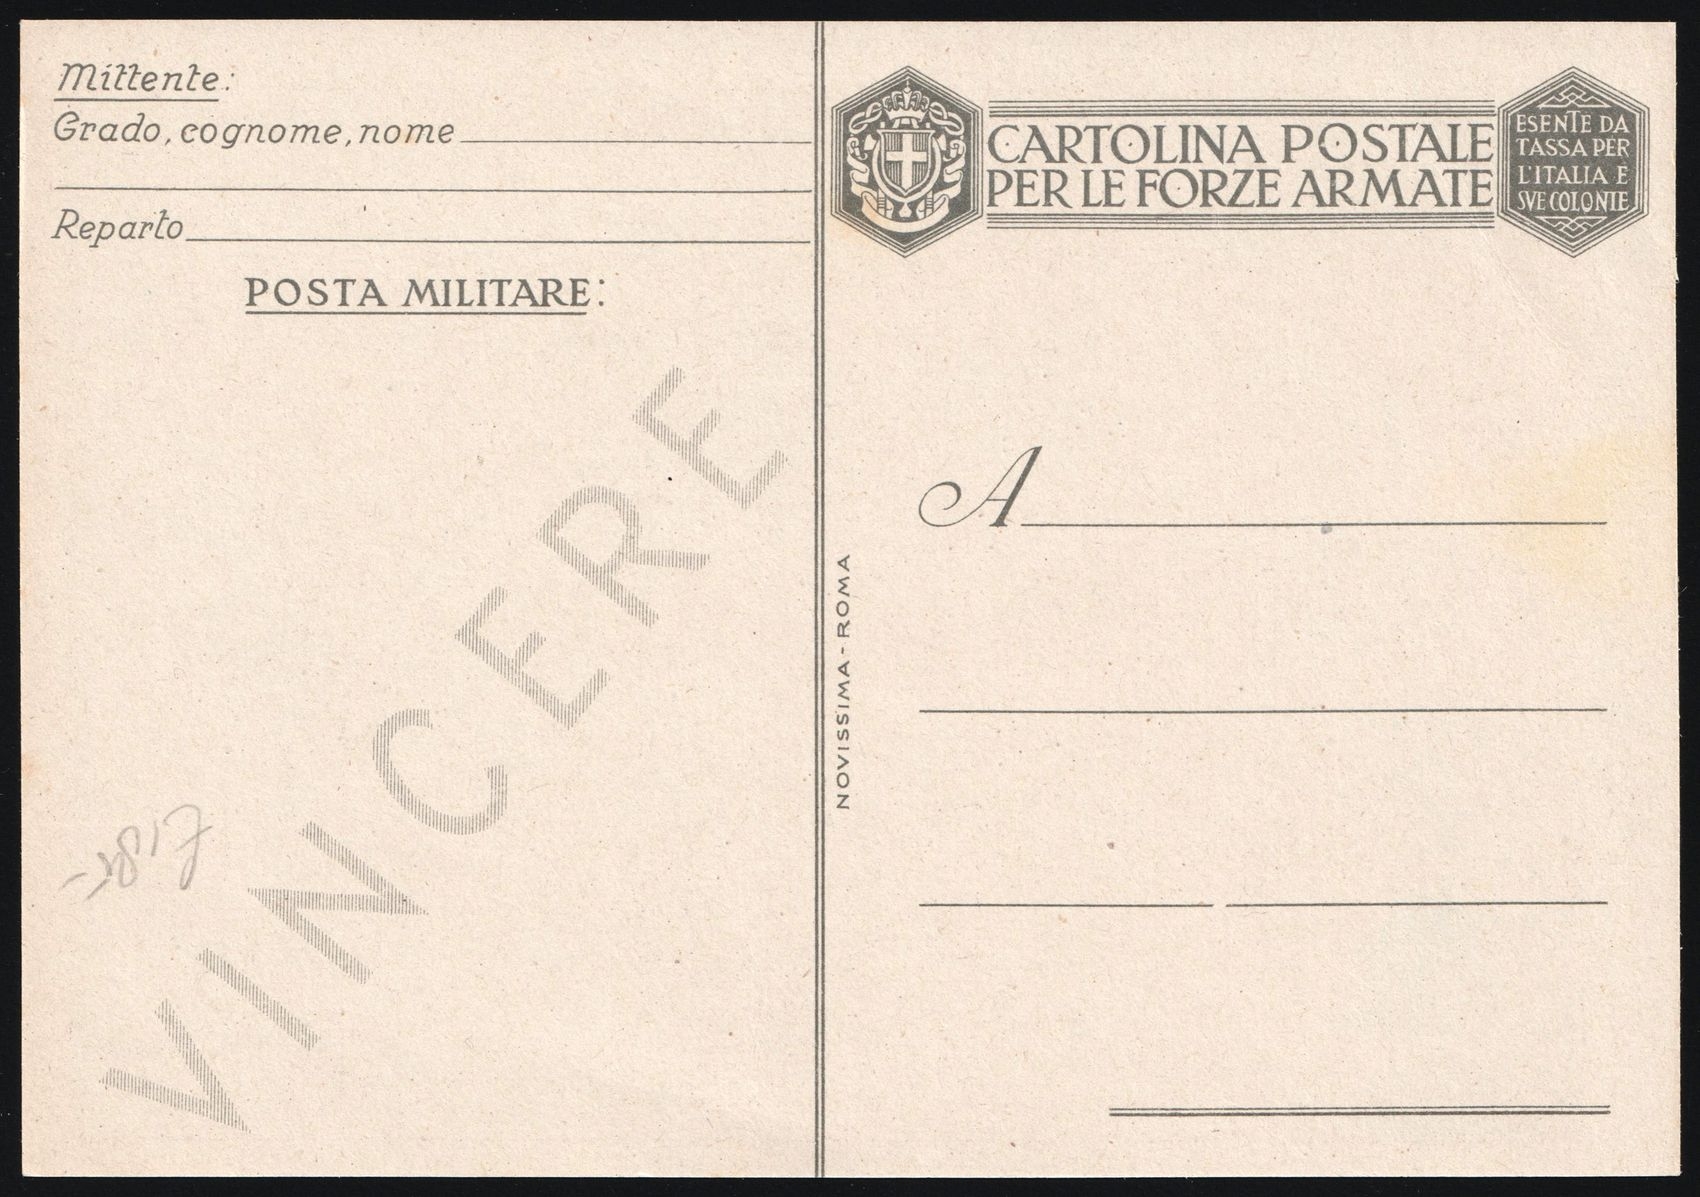 Mittente:
Grado, cognome, nome
Reparto
POSTA MILITARE:
VINCERE
CARTOLINA POSTALE
PER LE FORZE ARMATE
ESENTE DA
TASSA PER
L'ITALIA E
SVE COLONIE
A
NOVISSIMA - ROMA